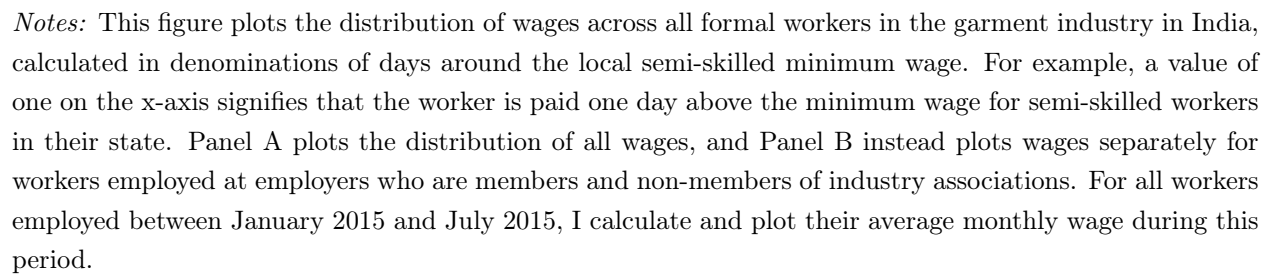 Notes: This figure plots the distribution of wages across all formal workers in the garment industry in India,
calculated in denominations of days around the local semi-skilled minimum wage. For example, a value of
one on the x-axis signifies that the worker is paid one day above the minimum wage for semi-skilled workers
in their state. Panel A plots the distribution of all wages, and Panel B instead plots wages separately for
workers employed at employers who are members and non-members of industry associations. For all workers
employed between January 2015 and July 2015, I calculate and plot their average monthly wage during this
period.